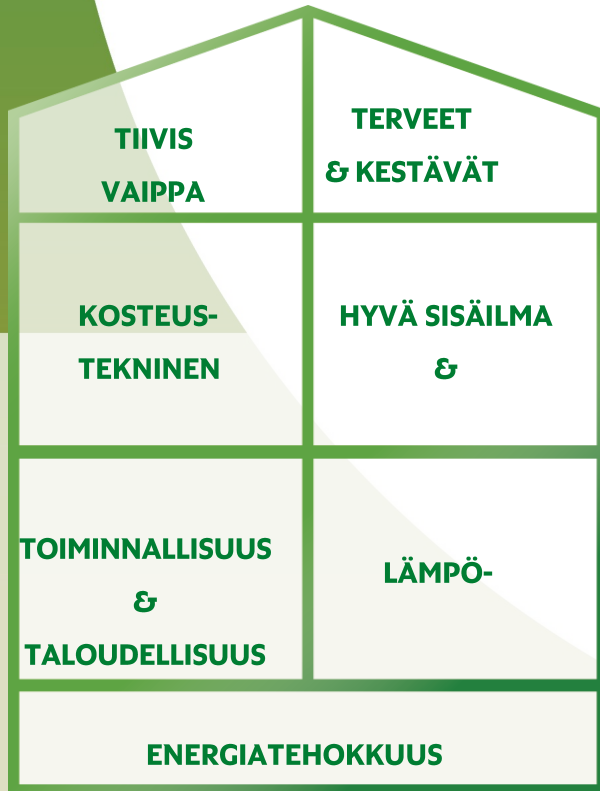 TIIVIS
VAIPPA
TERVEET
& KESTÄVÄT
KOSTEUS-
TEKNINEN
HYVÄ SISÄILMA
&
TOIMINNALLISUUS
&
TALOUDELLISUUS
LÄMPÖ-
ENERGIATEHOKKUUS